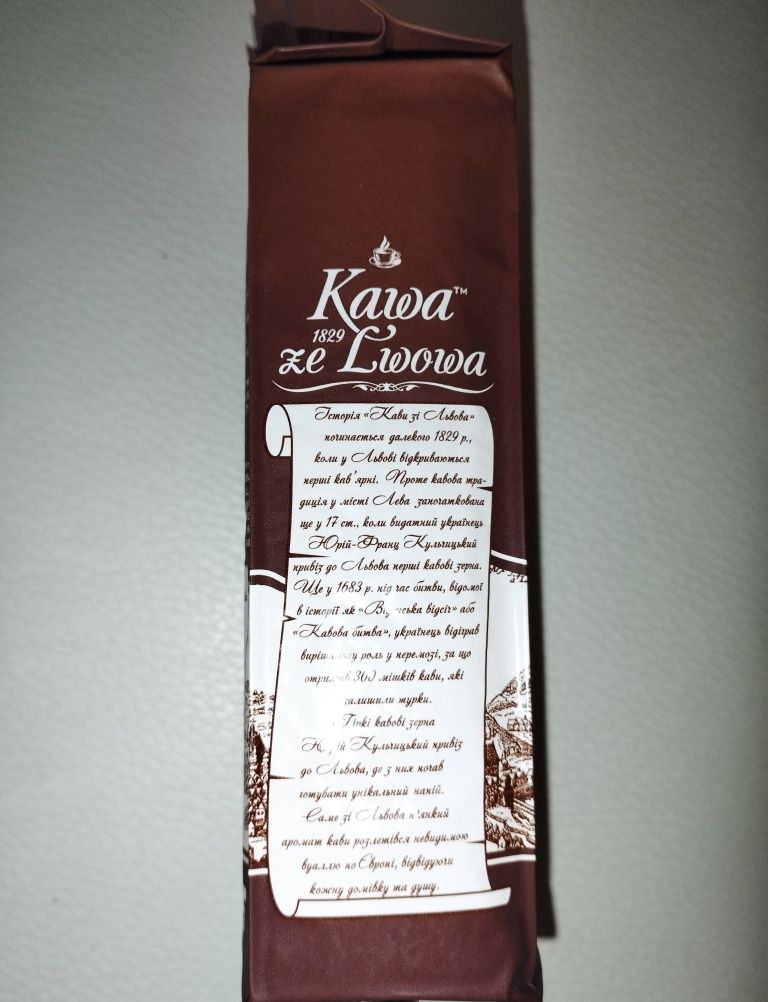 Kawa™
1829
ze Lwowa
Історія «Кави зі Львова»
починається далекого 1829 р.,
коли у Львові відкриваються
перші кав'ярні. Проте кавова тра-
диція у місті Лева започаткована
ще у 17 ст., коли видатний українець
Юрій-Франц Кульчицький
привіз до Львова перші кавові зерна.
Ще у 1683 р. під час битви, відомої
в історії як відсіч» або
«Кавова битва», українець відіграв
роль у перемозі, за що
300 мішків кави, які
залишили турки.
кавові зерна
Кульчицький привіз
до Львова, де з них почав
готувати унікальний напій.
Саме зі Львова п'янкий
аромат кави розлетівся невидимою
вуаллю по Європі, відвідуючи
кожну домівку та душу.